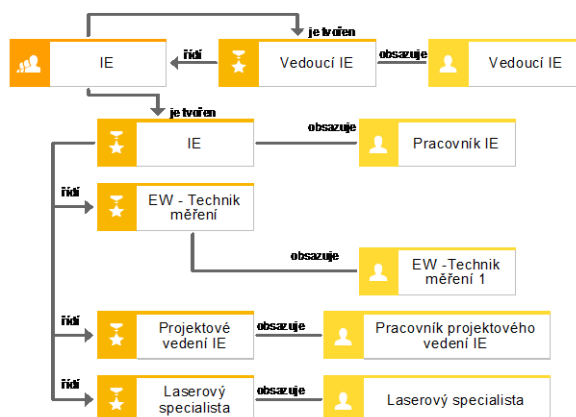 je tvořen
IE
řídí
Vedoucí IE
obsazuje
Vedoucí IE
je tvořen
IE
obsazuje
Pracovník IE
řídí
EW - Technik
měření
obsazuje
EW -Technik
měření 1
řídí
Projektové
vedení IE
obsazuje
Pracovník projektového
vedení IE
řídí
Laserový
specialista
obsazuje
Laserový specialista